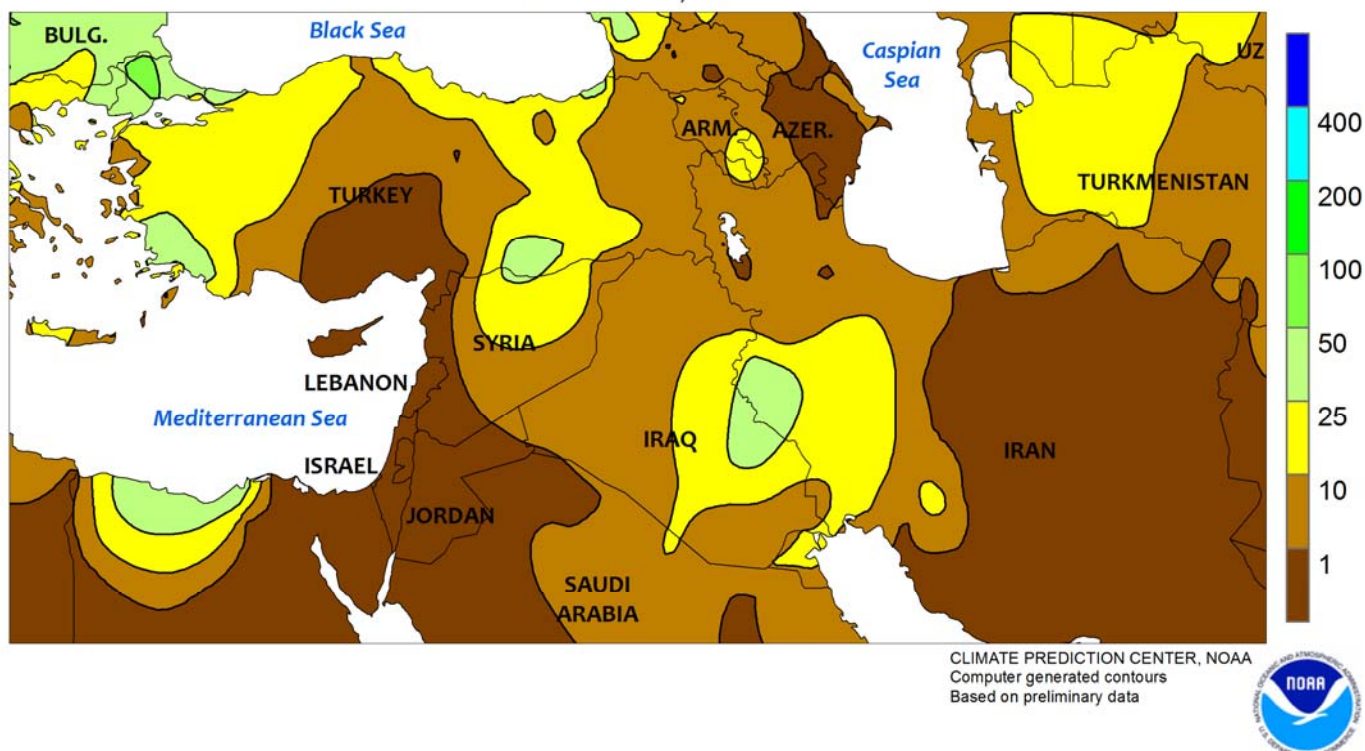 BULG.
Black Sea
Caspian
Sea
UZ
ARM.
AZER.
TURKEY
TURKMENISTAN
SYRIA
LEBANON
Mediterranean Sea
ISRAEL
IRAQ
IRAN
JORDAN
SAUDI
ARABIA
400
200
100
50
25
10
1
CLIMATE PREDICTION CENTER, NOAA
Computer generated contours
Based on preliminary data
NOAA